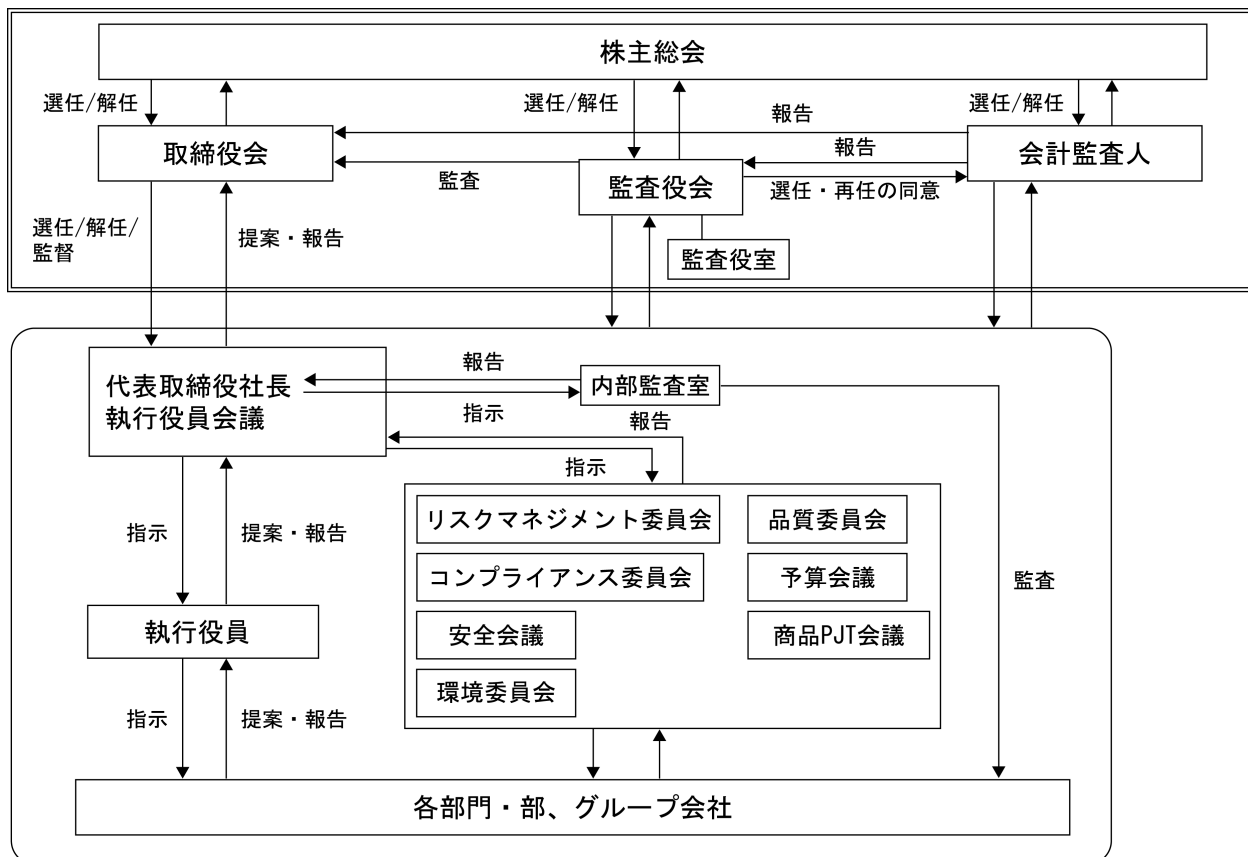 株主総会
選任/解任
選任/解任
選任/解任
報告
取締役会
会計監査人
報告
監査
監査役会
選任・再任の同意
選任/解任/
監督
提案・報告
監査役室
代表取締役社長
執行役員会議
報告
内部監査室
指示
報告
指示
リスクマネジメント委員会
品質委員会
指示
提案・報告
コンプライアンス委員会
予算会議
監査
執行役員
安全会議
商品PJT会議
環境委員会
指示
提案・報告
各部門・部、グループ会社